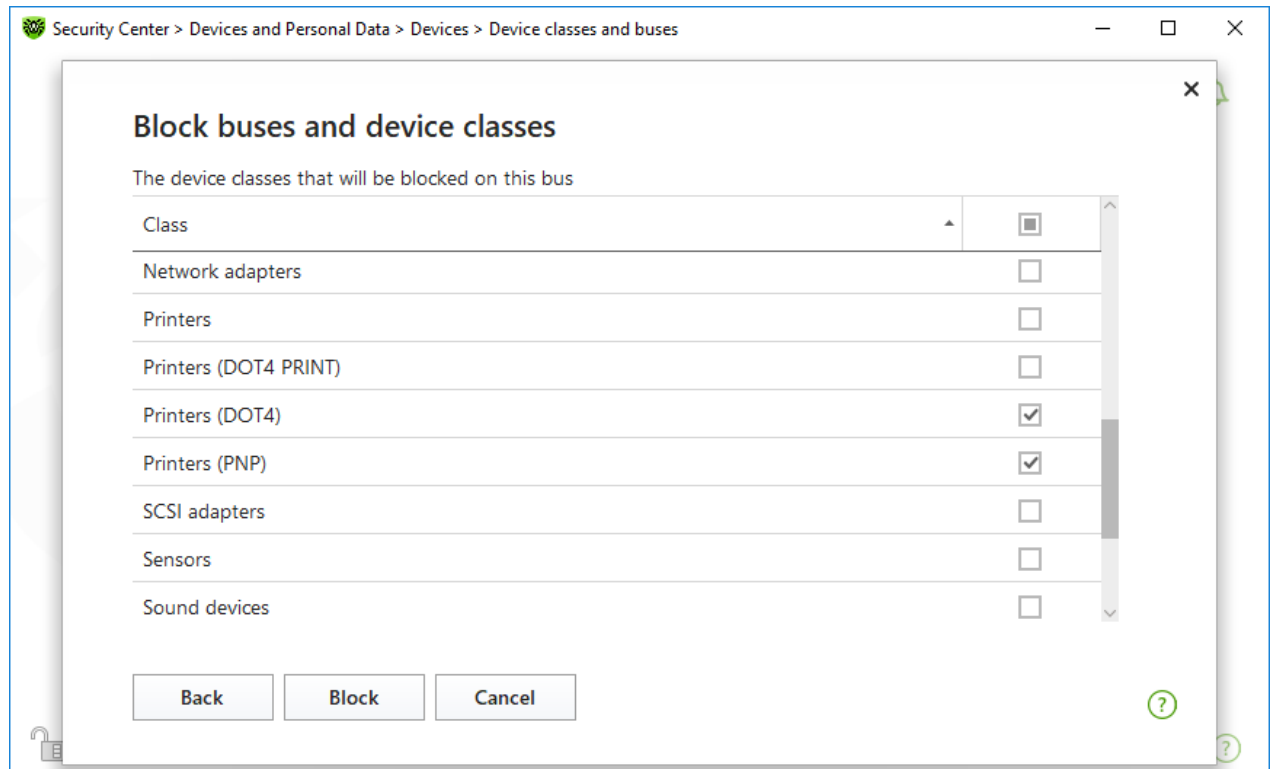 Security Center > Devices and Personal Data > Devices > Device classes and buses
Block buses and device classes
The device classes that will be blocked on this bus
Class
Network adapters
Printers
Printers (DOT4 PRINT)
Printers (DOT4)
Printers (PNP)
SCSI adapters
Sensors
Sound devices
Back Block Cancel
?
?